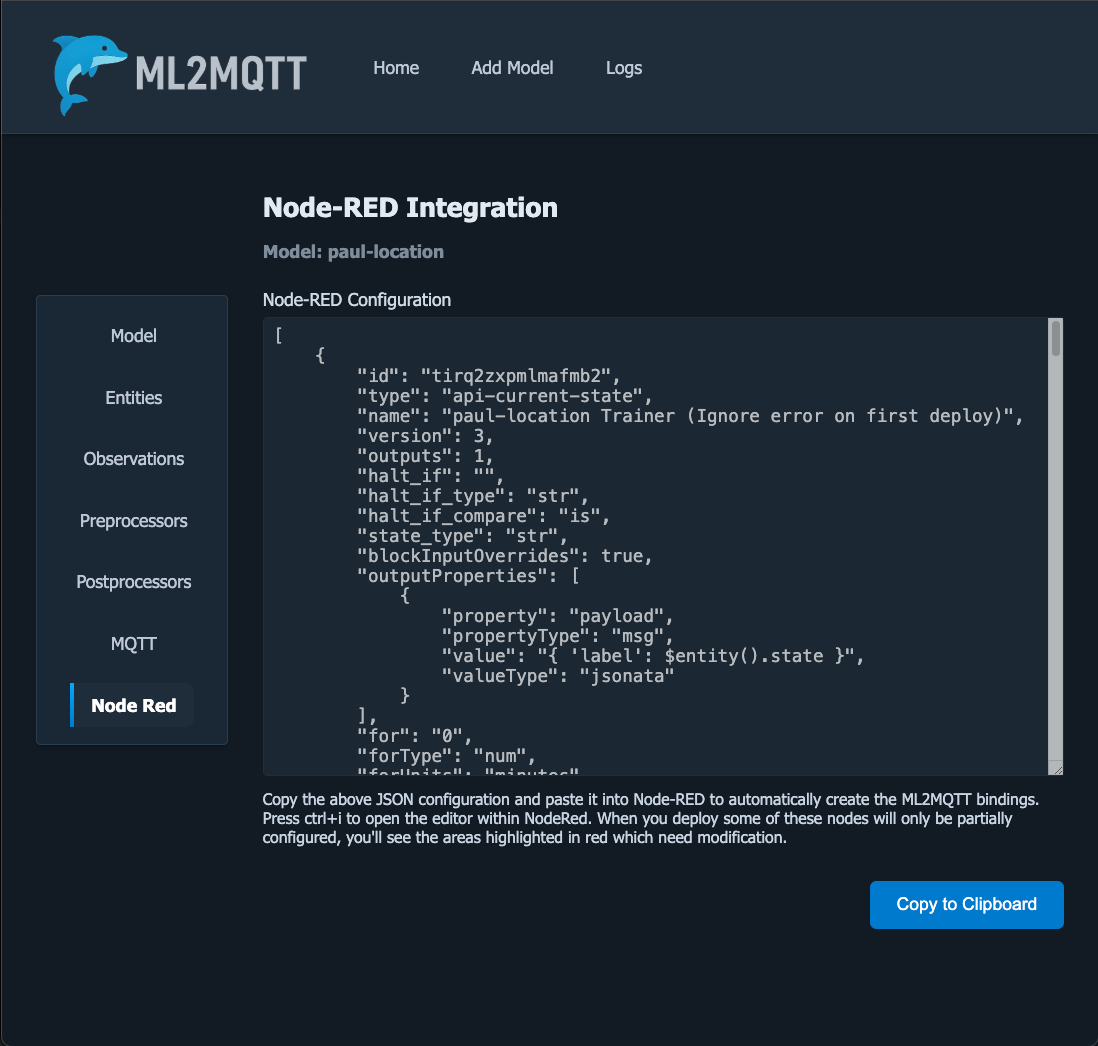 ML2MQTT
Home
Add Model
Logs
Node-RED Integration
Model: paul-location
Model
Entities
Observations
Preprocessors
Postprocessors
MQTT
Node Red
Node-RED Configuration
[
    {
        "id": "tirq2zxpmlmafmb2",
        "type": "api-current-state",
        "name": "paul-location Trainer (Ignore error on first deploy)",
        "version": 3,
        "outputs": 1,
        "halt_if": "",
        "halt_if_type": "str",
        "halt_if_compare": "is",
        "state_type": "str",
        "blockInputOverrides": true,
        "outputProperties": [
            {
                "property": "payload",
                "propertyType": "msg",
                "value": "{ 'label': $entity().state }",
                "valueType": "jsonata"
            }
        ],
        "for": "0",
        "forType": "num",
        "forUnits": "minutes"
Copy the above JSON configuration and paste it into Node-RED to automatically create the ML2MQTT bindings.
Press ctrl+i to open the editor within NodeRed. When you deploy some of these nodes will only be partially
configured, you'll see the areas highlighted in red which need modification.
Copy to Clipboard